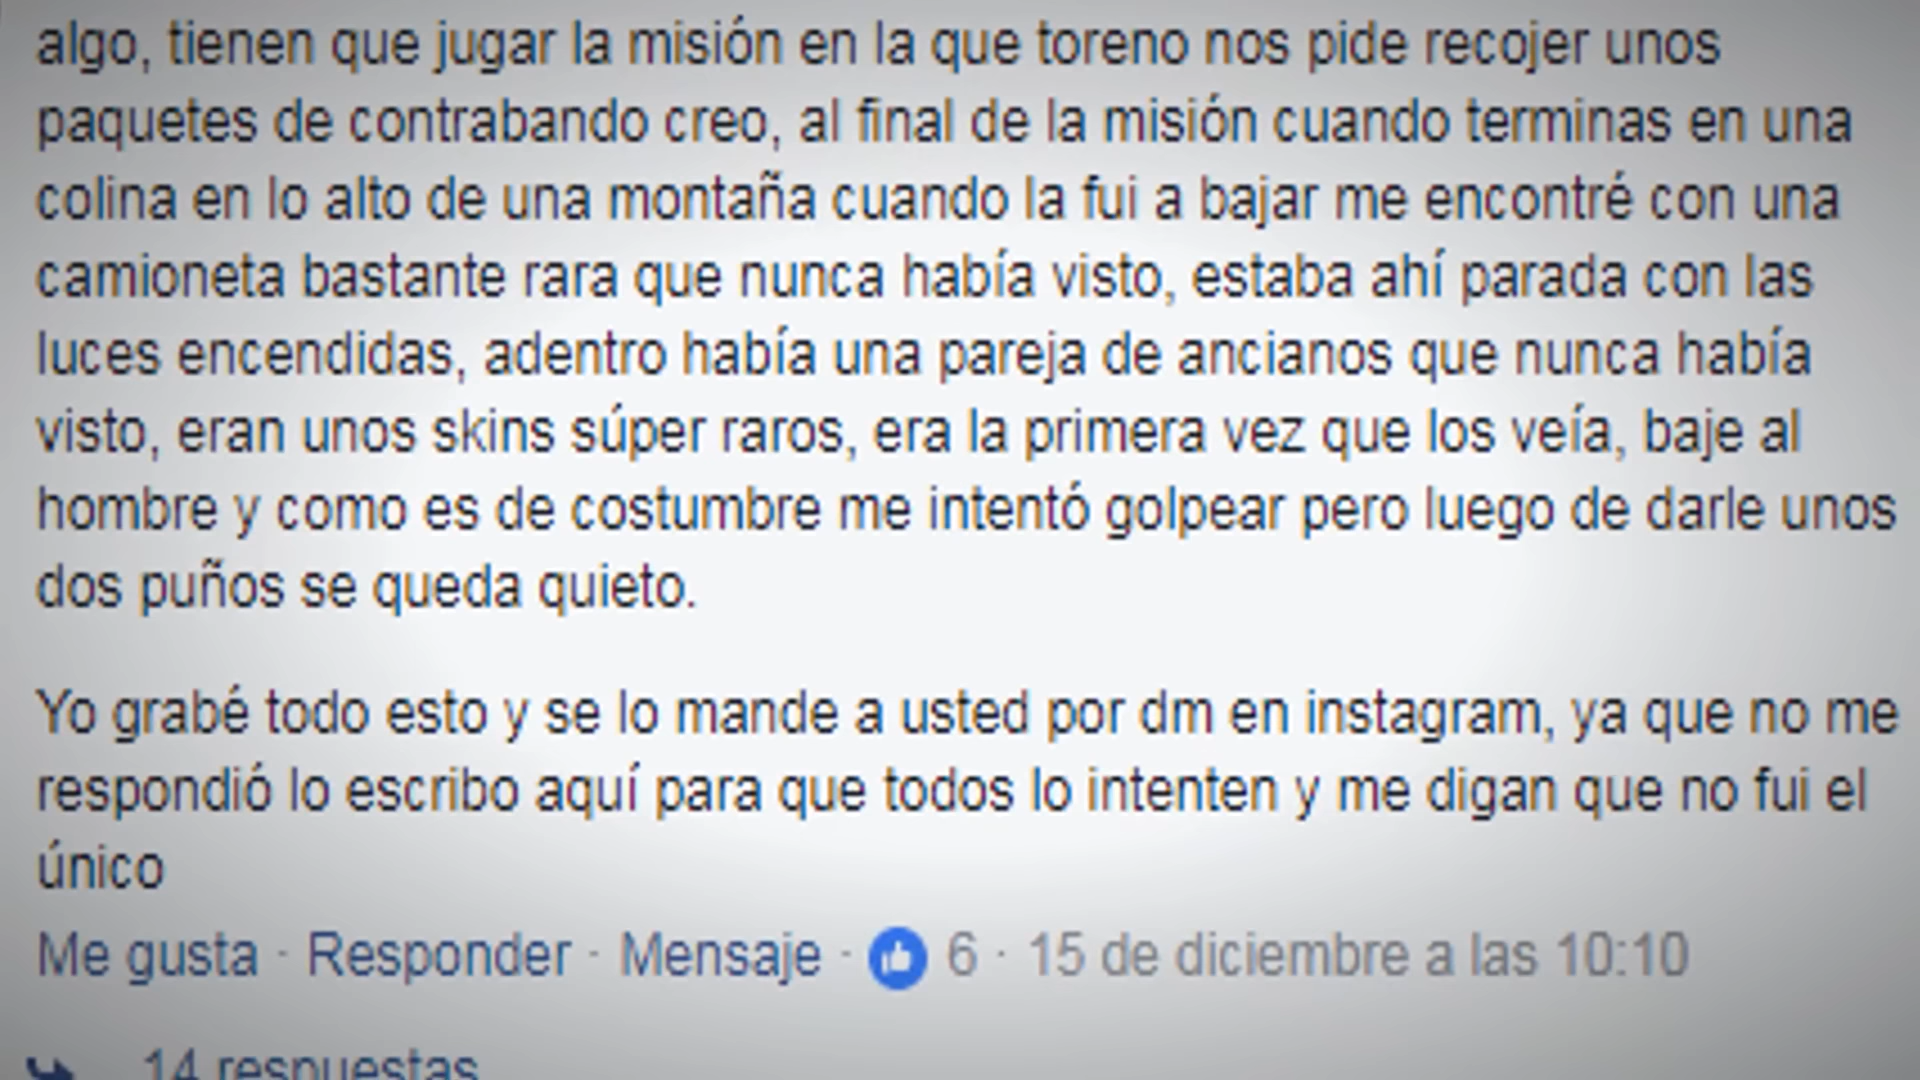 algo, tienen que jugar la misión en la que toreno nos pide recojer unos
paquetes de contrabando creo, al final de la misión cuando terminas en una
colina en lo alto de una montaña cuando la fui a bajar me encontré con una
camioneta bastante rara que nunca había visto, estaba ahí parada con las
luces encendidas, adentro había una pareja de ancianos que nunca había
visto, eran unos skins súper raros, era la primera vez que los veía, baje al
hombre y como es de costumbre me intentó golpear pero luego de darle unos
dos puños se queda quieto.
Yo grabé todo esto y se lo mande a usted por dm en instagram, ya que no me
respondió lo escribo aquí para que todos lo intenten y me digan que no fui el
único
Me gusta · Responder · Mensaje · 6 · 15 de diciembre a las 10:10
14 respuestas